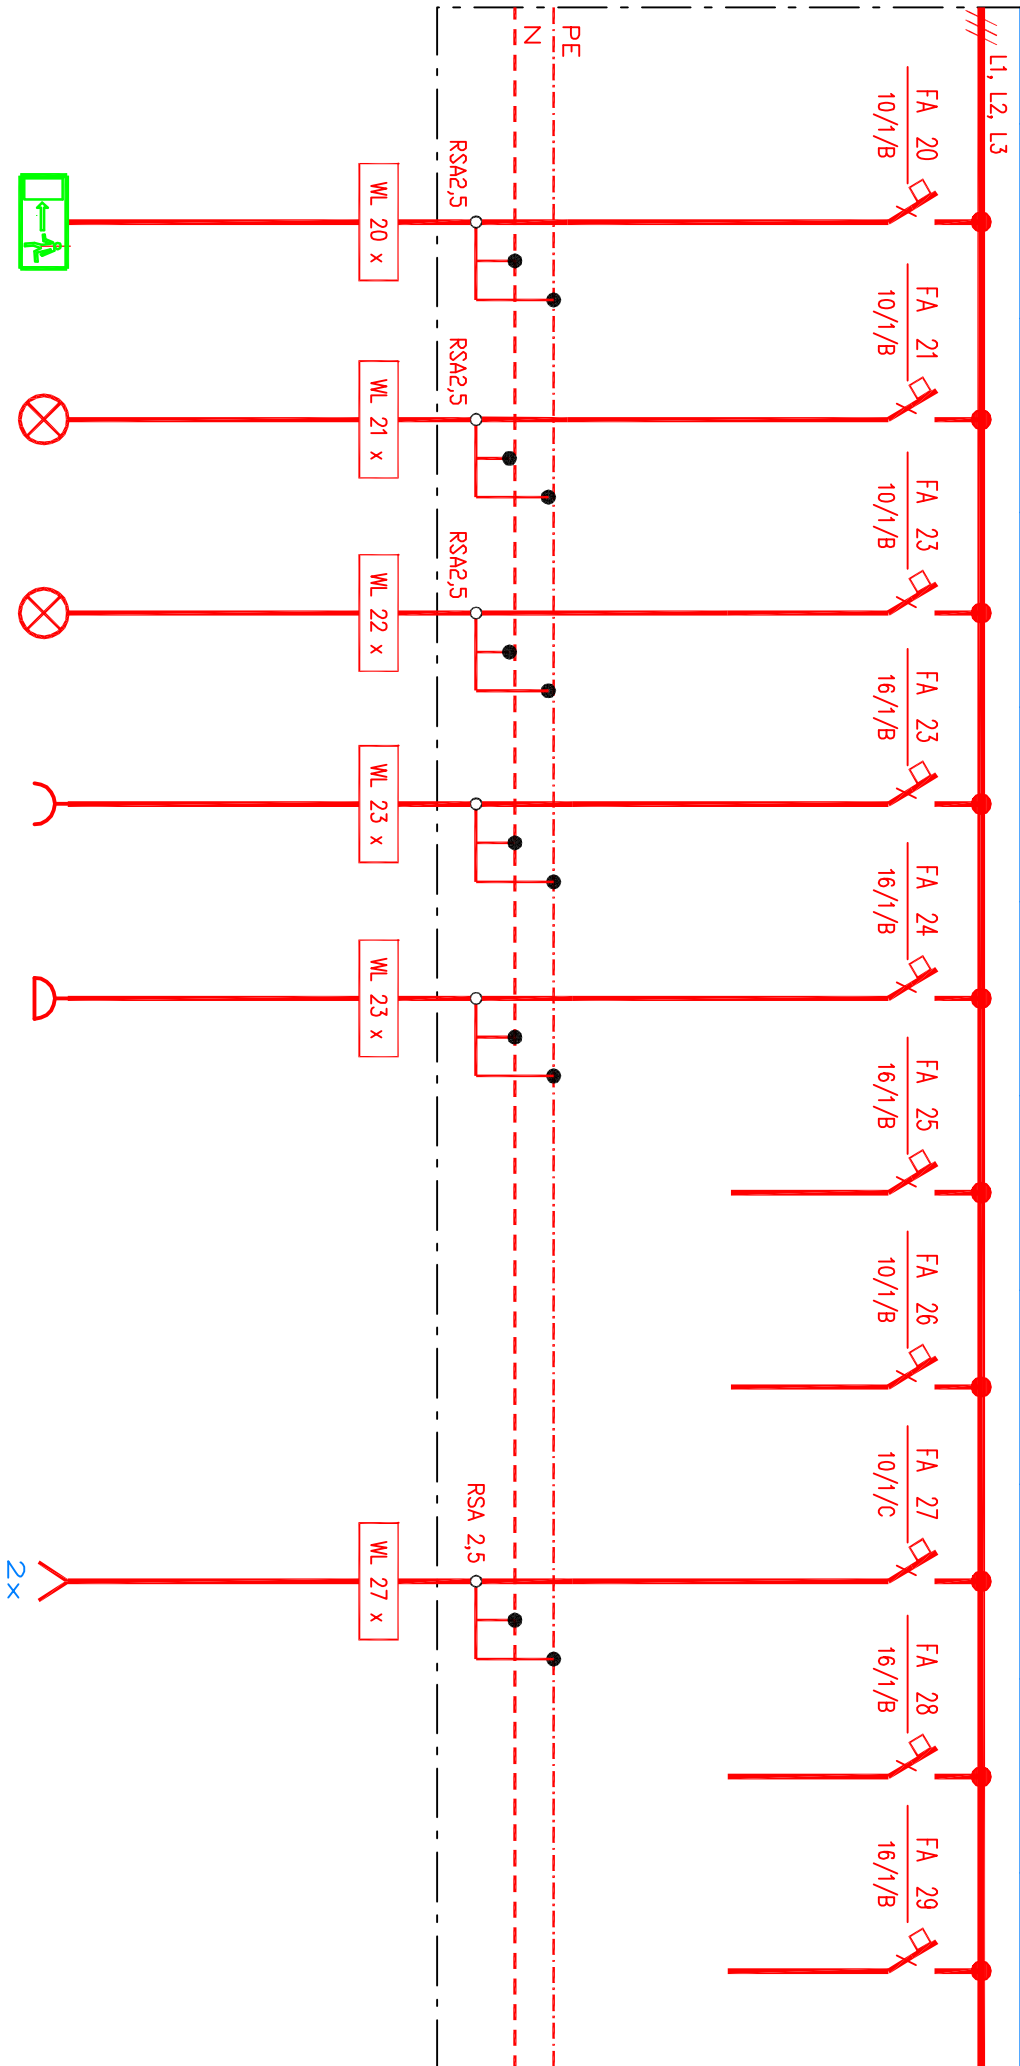 L1, L2, L3
PE
N
FA 20
10/1/B
FA 21
10/1/B
FA 23
10/1/B
FA 23
16/1/B
FA 24
16/1/B
FA 25
16/1/B
FA 26
10/1/B
FA 27
10/1/C
FA 28
16/1/B
FA 29
16/1/B
RSA2,5
RSA2,5
RSA2,5
RSA 2,5
WL 20 x
WL 21 x
WL 22 x
WL 23 x
WL 23 x
WL 27 x
2x